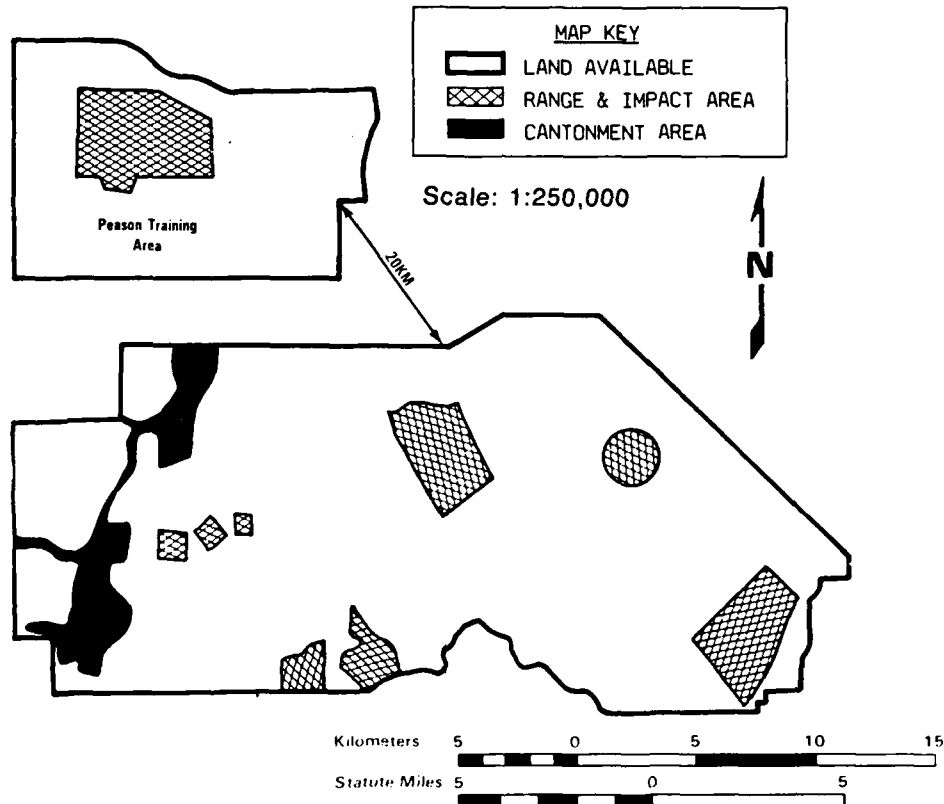 MAP KEY
LAND AVAILABLE
RANGE & IMPACT AREA
CANTONMENT AREA
Scale: 1:250,000
Peason Training
Area
20KM
N
Kilometers 5 0 5 10 15
Statute Miles 5 0 5